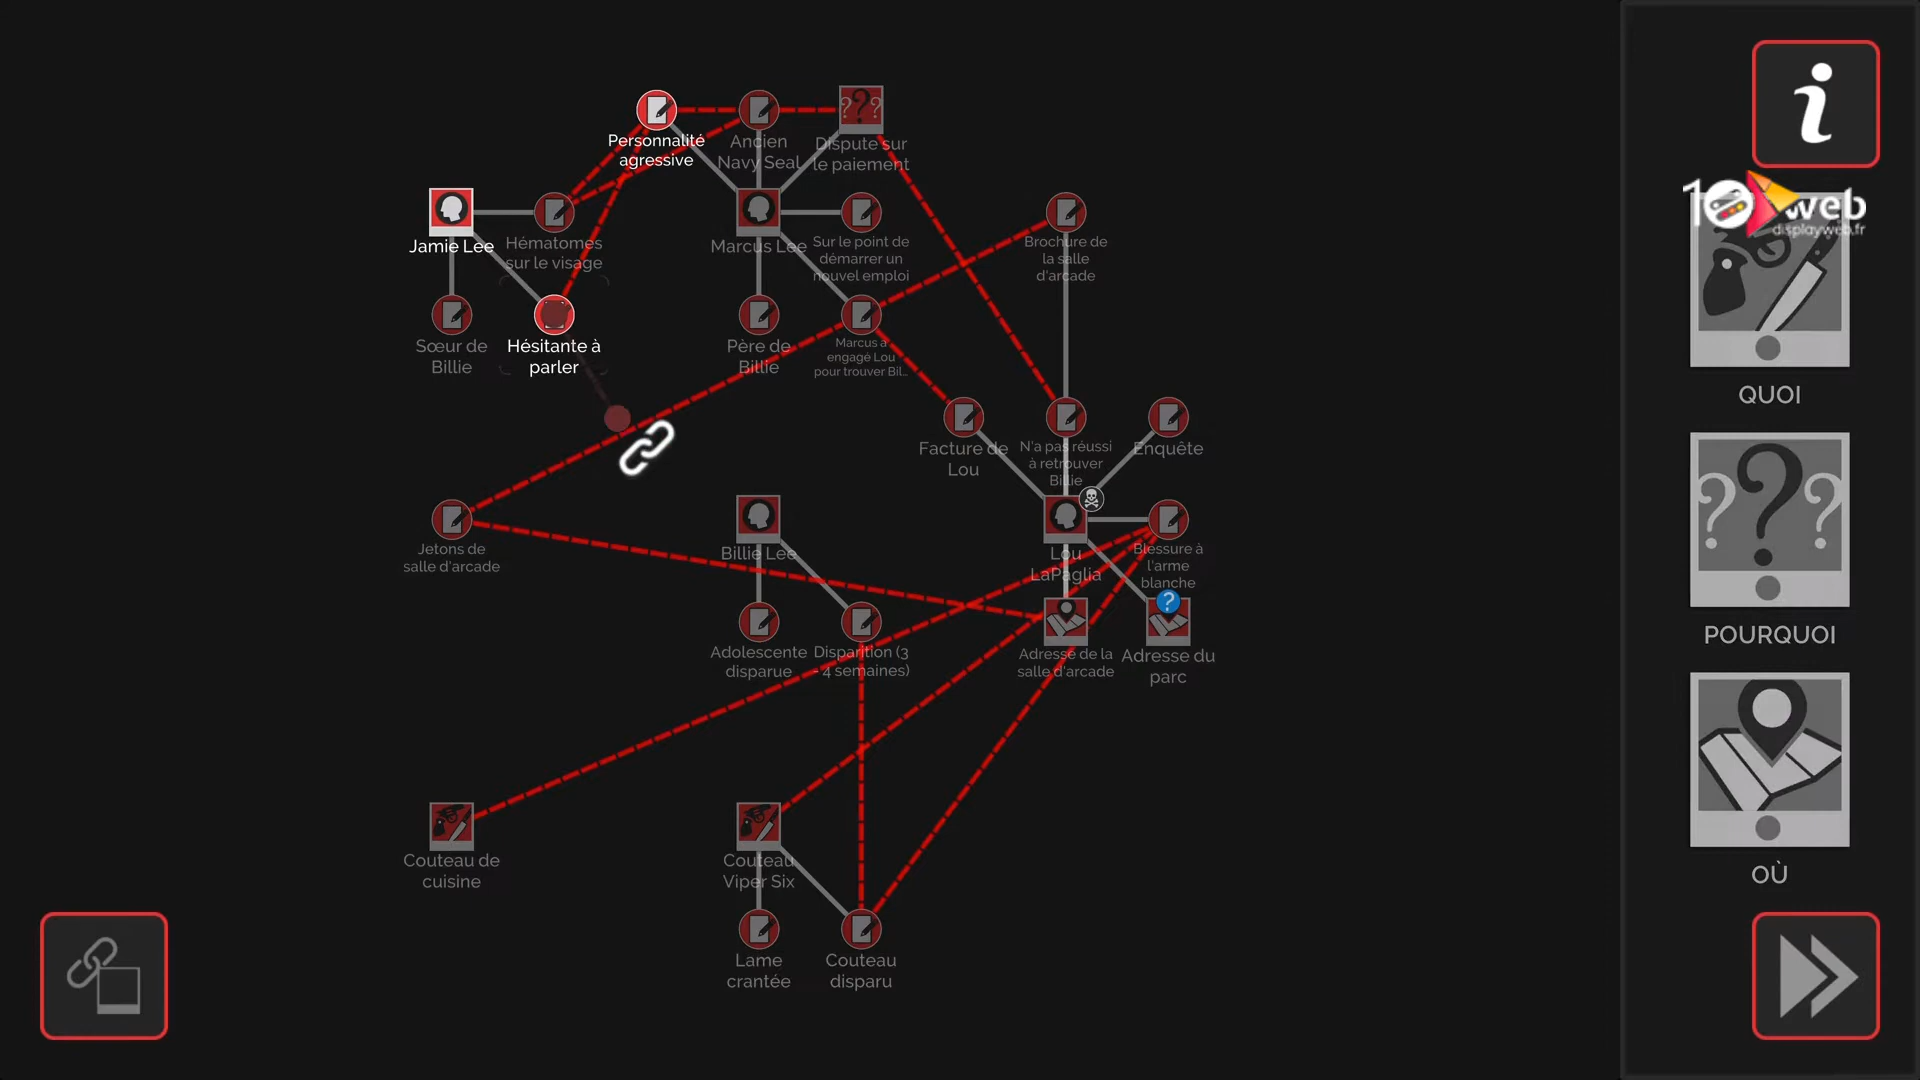 Personnalité
agressive
Ancien
Navy Seal
Dispute sur
le paiement
Jamie Lee
Hématomes
sur le visage
Marcus Lee
Sur le point de
démarrer un
nouvel emploi
Brochure de
la salle
d'arcade
Sœur de
Billie
Hésitante à
parler
Père de
Billie
Marcus a
engagé Lou
pour trouver Bil...
Facture de
Lou
N'a pas réussi
à retrouver
Billie
Enquête
Jetons de
salle d'arcade
Billie Lee
Lou
LaPaglia
Blessure à
l'arme
blanche
Adolescente
disparue
Disparition (3
- 4 semaines)
Adresse de la
salle d'arcade
Adresse du
parc
Couteau de
cuisine
Couteau
Viper Six
Lame
crantée
Couteau
disparu
10 web
displayweb.fr
QUOI
POURQUOI
OÙ